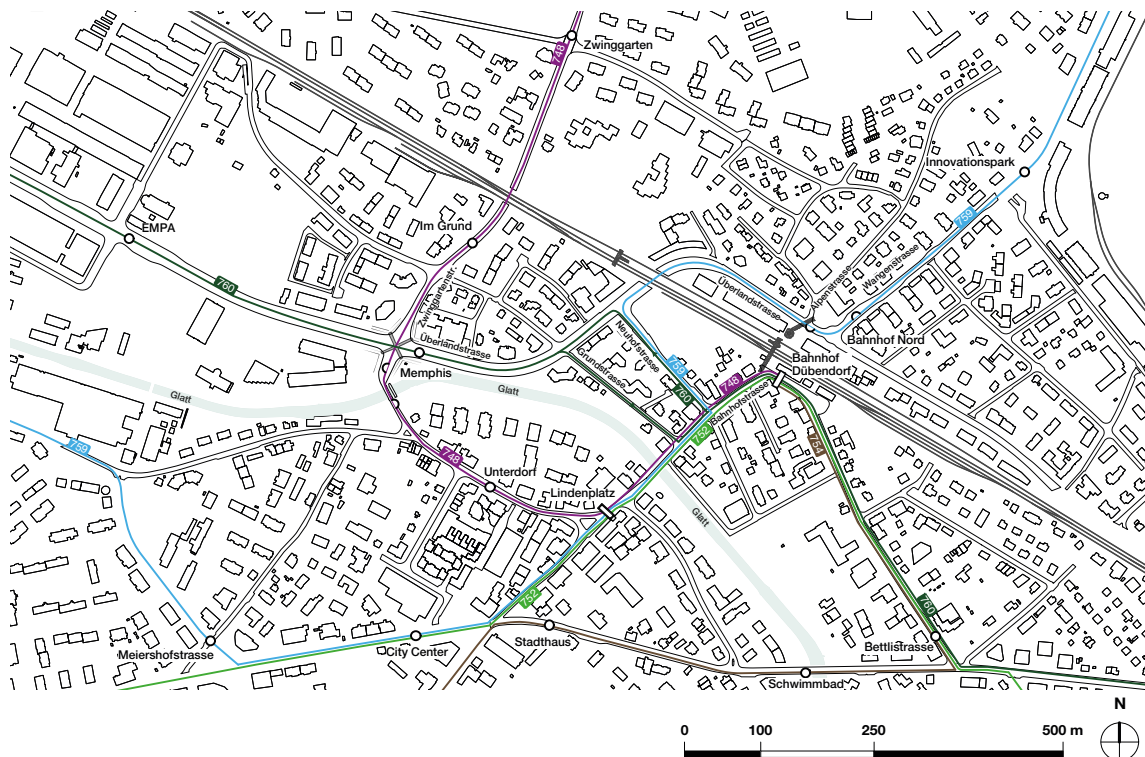 Zwinggarten
748
Innovationspark
759
Im Grund
EMPA
760
Zwinggartenstr.
Alpenstrasse
Wangenstrasse
Überlandstrasse
Überlandstrasse
Bahnhof Nord
Neuhofstrasse
759
Memphis
Grundstrasse
Bahnhof
Dübendorf
748
760
Bahnhofstrasse
752
Glatt
Glatt
754
759
748
Unterdorf
Lindenplatz
Glatt
752
760
Stadthaus
City Center
Meiershofstrasse
Bettlistrasse
Schwimmbad
N
0 100 250 500 m